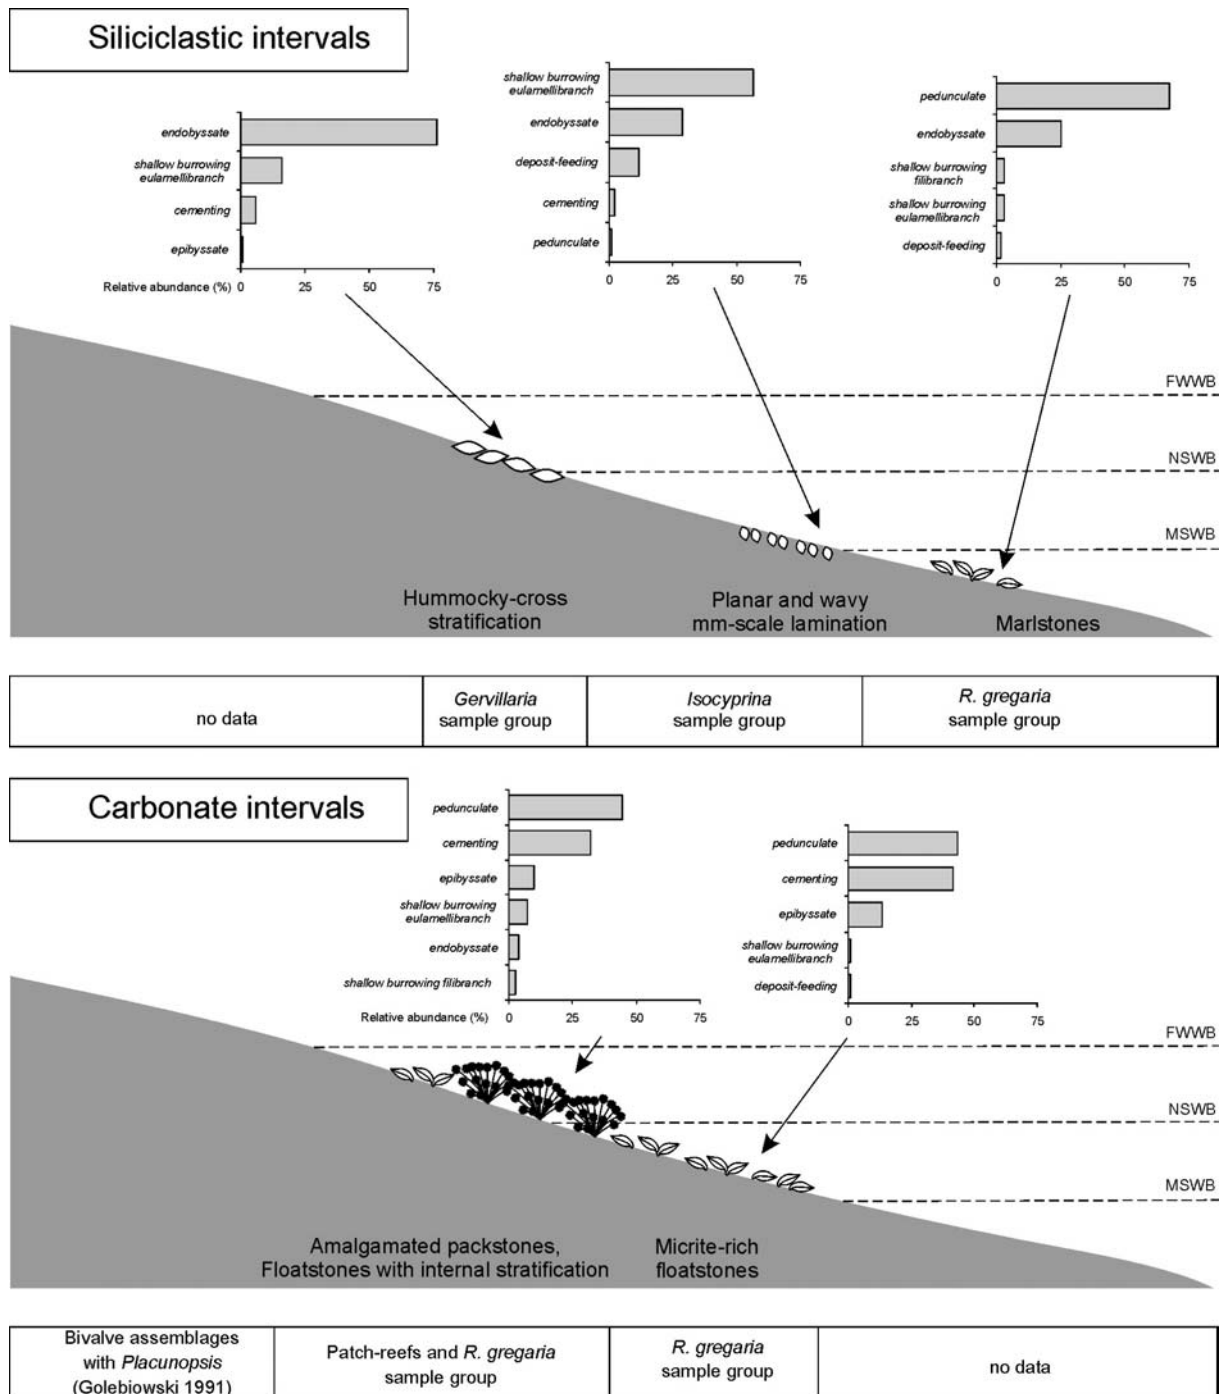 Siliciclastic intervals
endobyssate
shallow burrowing
eulamellibranch
cementing
epibyssate
Relative abundance (%) 0 25 75
shallow burrowing
eulamellibranch
endobyssate
deposit-feeding
cementing
pedunculate
0 25 50 75
pedunculate
endobyssate
shallow burrowing
filibranch
shallow burrowing
eulamellibranch
deposit-feeding
0 25 50 75
FWWB
NSWB
MSWB
Hummocky-cross
stratification
Planar and wavy
mm-scale lamination
Marlstones
no data
Gervillaria
sample group
Isocyprina
sample group
R. gregaria
sample group
Carbonate intervals
pedunculate
cementing
epibyssate
shallow burrowing
eulamellibranch
endobyssate
shallow burrowing filibranch
Relative abundance (%) 0 25 50 75
pedunculate
cementing
epibyssate
shallow burrowing
eulamellibranch
deposit-feeding
0 25 50 75
FWWB
NSWB
MSWB
Amalgamated packstones,
Floatstones with internal stratification
Micrite-rich
floatstones
Bivalve assemblages
with Placunopsis
(Golebiowski 1991)
Patch-reefs and R. gregaria
sample group
R. gregaria
sample group
no data